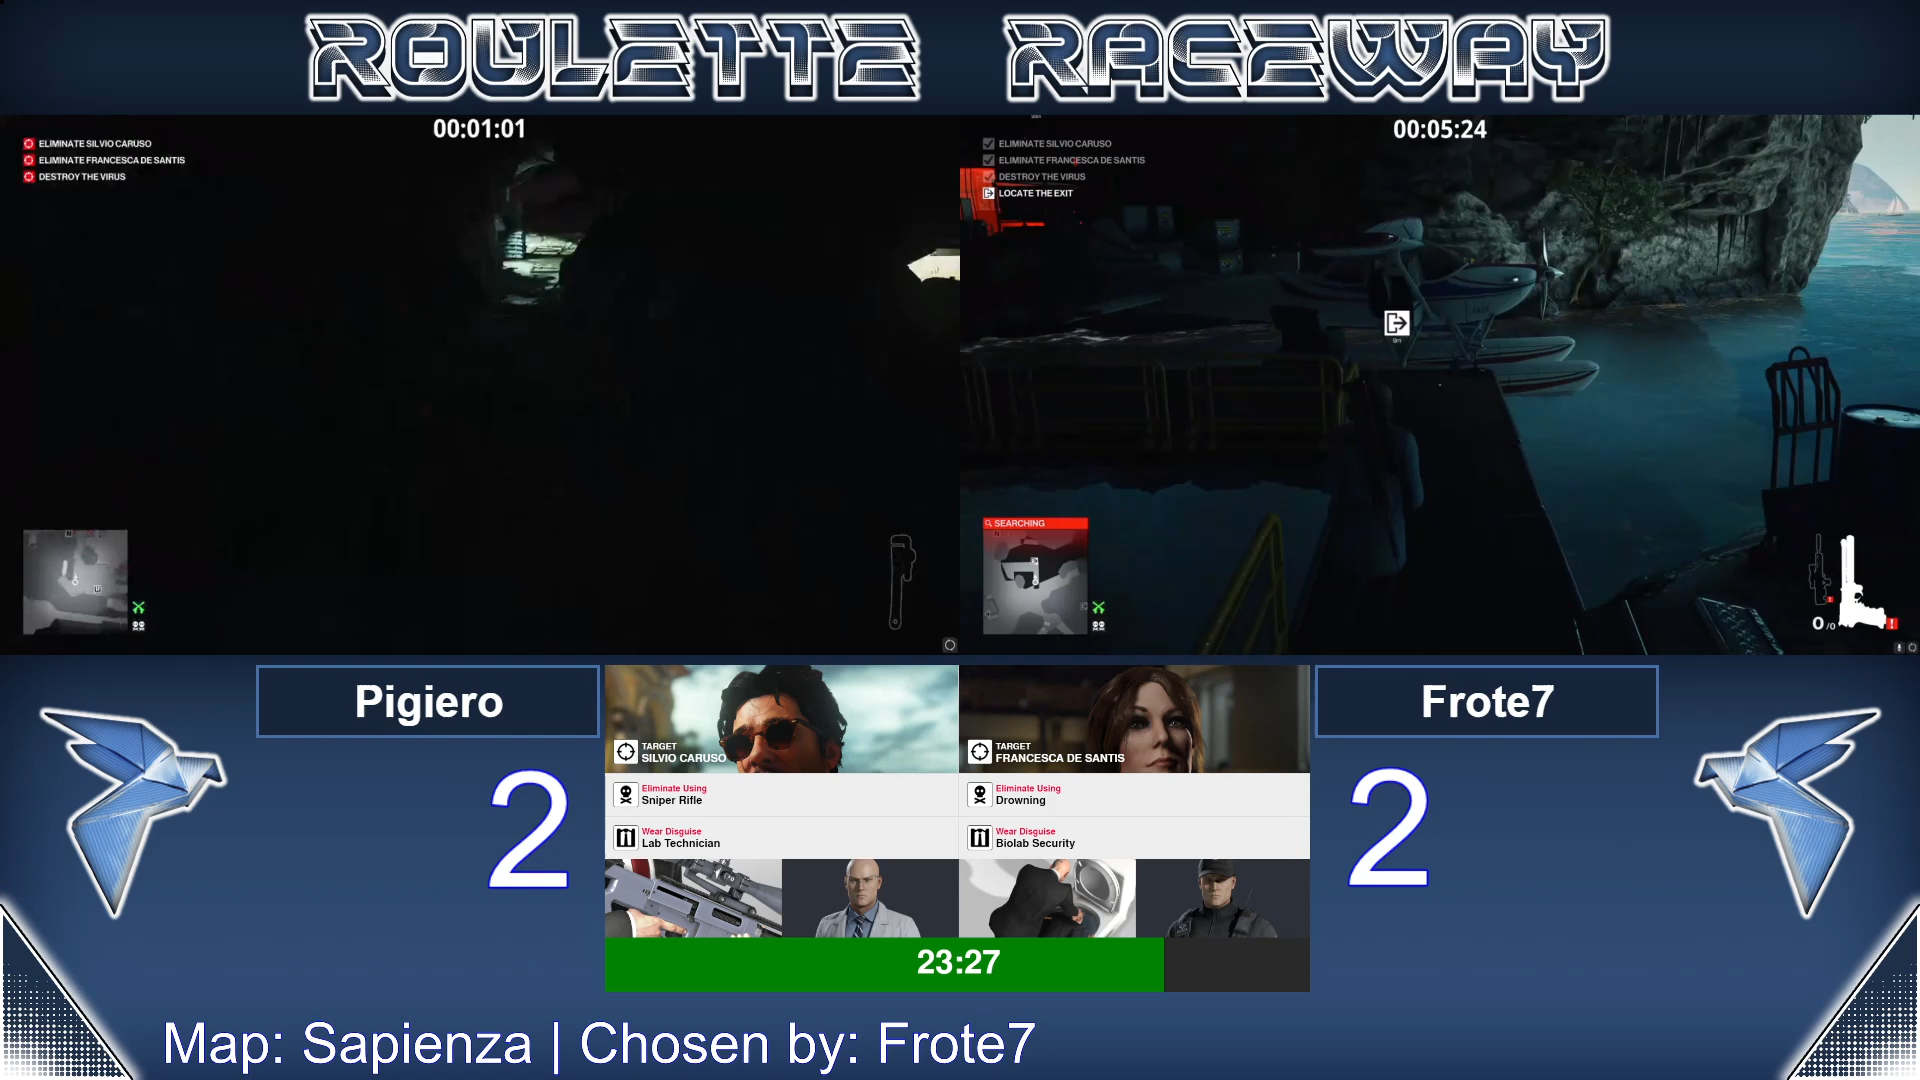 ROULETTE RACEWAY
00:01:01
ELIMINATE SILVIO CARUSO
ELIMINATE FRANCESCA DE SANTIS
DESTROY THE VIRUS
00:05:24
ELIMINATE SILVIO CARUSO
ELIMINATE FRANCESCA DE SANTIS
DESTROY THE VIRUS
LOCATE THE EXIT
N
SEARCHING
N
0 /0
Pigiero
2
TARGET
SILVIO CARUSO
Eliminate Using
Sniper Rifle
Wear Disguise
Lab Technician
TARGET
FRANCESCA DE SANTIS
Eliminate Using
Drowning
Wear Disguise
Biolab Security
23:27
Frote7
2
Map: Sapienza | Chosen by: Frote7